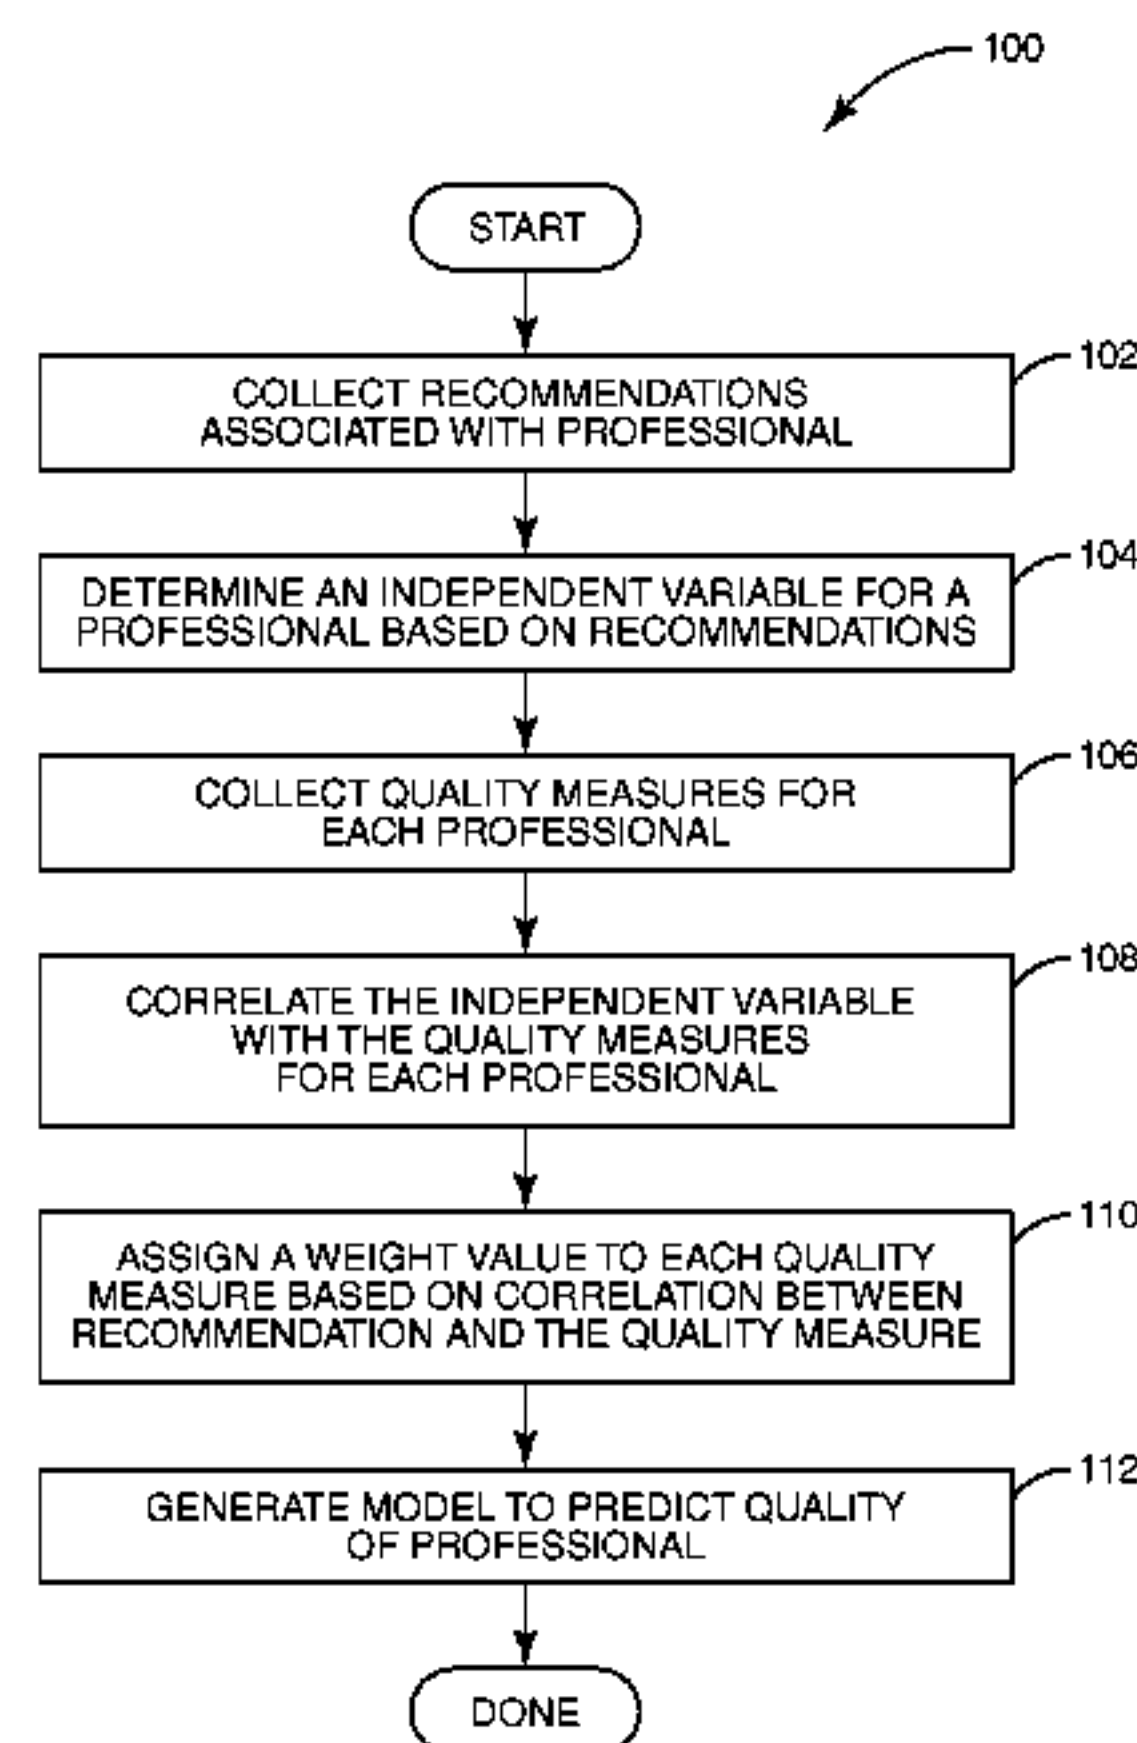 100
START
102
COLLECT RECOMMENDATIONS
ASSOCIATED WITH PROFESSIONAL
104
DETERMINE AN INDEPENDENT VARIABLE FOR A
PROFESSIONAL BASED ON RECOMMENDATIONS
106
COLLECT QUALITY MEASURES FOR
EACH PROFESSIONAL
108
CORRELATE THE INDEPENDENT VARIABLE
WITH THE QUALITY MEASURES
FOR EACH PROFESSIONAL
110
ASSIGN A WEIGHT VALUE TO EACH QUALITY
MEASURE BASED ON CORRELATION BETWEEN
RECOMMENDATION AND THE QUALITY MEASURE
112
GENERATE MODEL TO PREDICT QUALITY
OF PROFESSIONAL
DONE